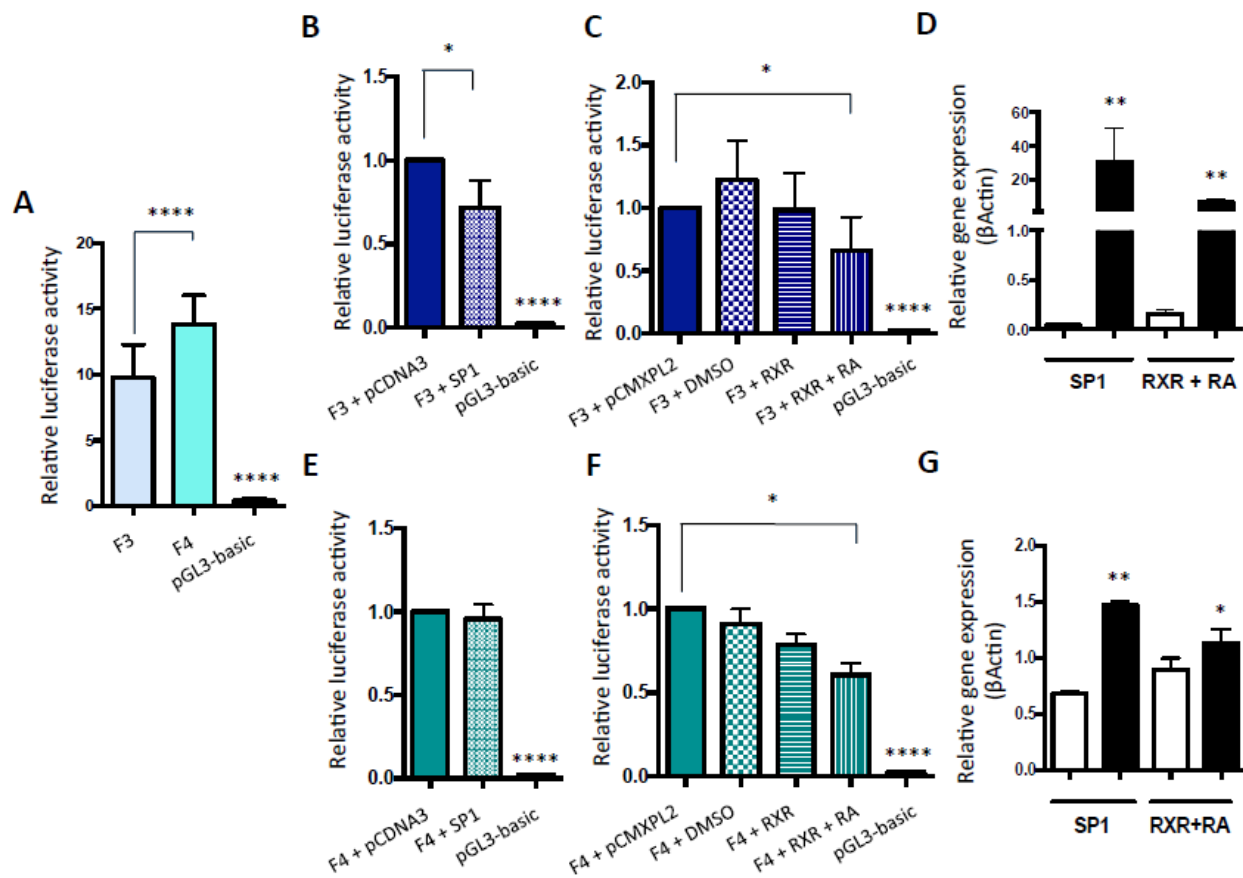 A
Relative luciferase activity
20
15
10
5
0
****
****
F3
F4
pGL3-basic
B
Relative luciferase activity
1.5
1.0
0.5
0.0
*
****
F3 + pCDNA3
F3 + SP1
pGL3-basic
C
Relative luciferase activity
2.0
1.5
1.0
0.5
0.0
*
****
F3 + pCMXPL2
F3 + DMSO
F3 + RXR
F3 + RXR + RA
pGL3-basic
D
Relative gene expression
(βActin)
60
40
20
1.0
0.5
0.0
**
**
SP1
RXR + RA
E
Relative luciferase activity
1.5
1.0
0.5
0.0
****
F4 + pCDNA3
F4 + SP1
pGL3-basic
F
Relative luciferase activity
1.5
1.0
0.5
0.0
*
****
F4 + pCMXPL2
F4 + DMSO
F4 + RXR
F4 + RXR + RA
pGL3-basic
G
Relative gene expression
(βActin)
2.0
1.5
1.0
0.5
0.0
**
*
SP1
RXR+RA